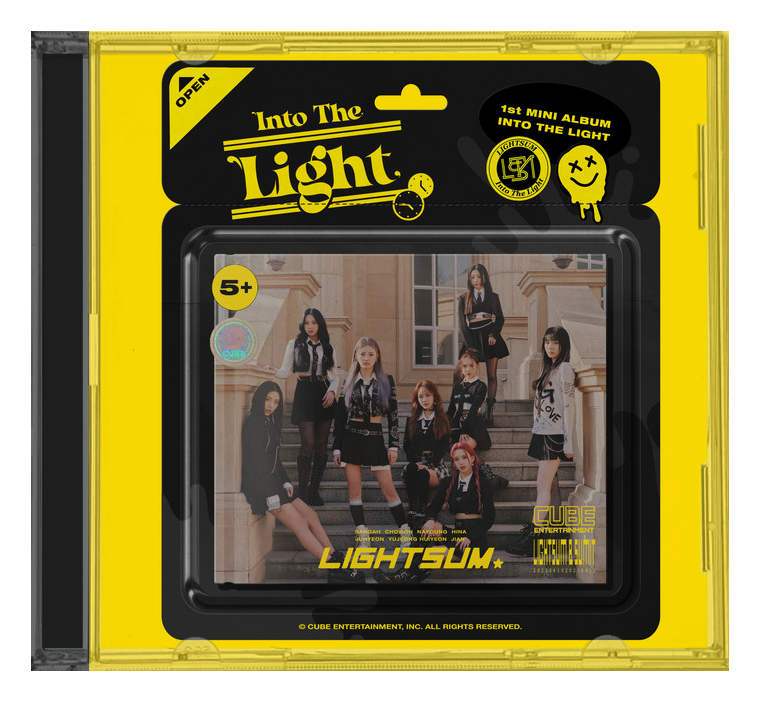 OPEN
Into The
Light.
1st MINI ALBUM
INTO THE LIGHT
LIGHTSUM
Into The Light
5+
CUBE
SANGAH CHOWON NAYOUNG HINA
JUHYEON YUJEONG HUIYEON JIAN
LIGHTSUM
CUBE
ENTERTAINMENT
© CUBE ENTERTAINMENT, INC. ALL RIGHTS RESERVED.